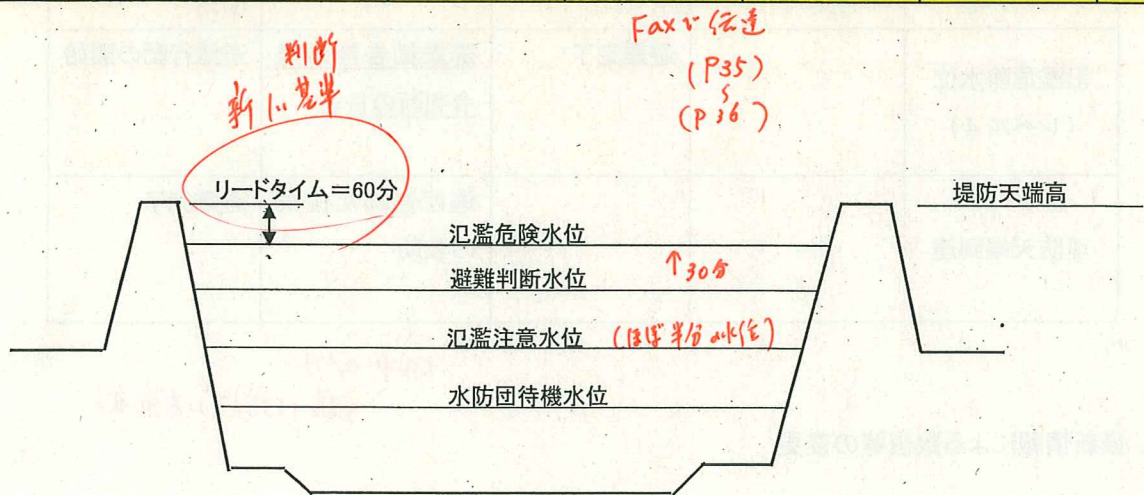 Faxで伝達
(P35)
〜
(P36)
判断
新しい基準
リードタイム=60分
堤防天端高
氾濫危険水位
↑30分
避難判断水位
氾濫注意水位 (ほぼ半分の水位)
水防団待機水位